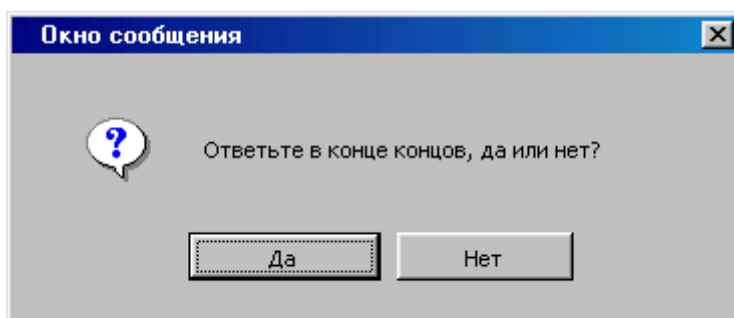 Окно сообщения
?
Ответьте в конце концов, да или нет?
Да
Нет